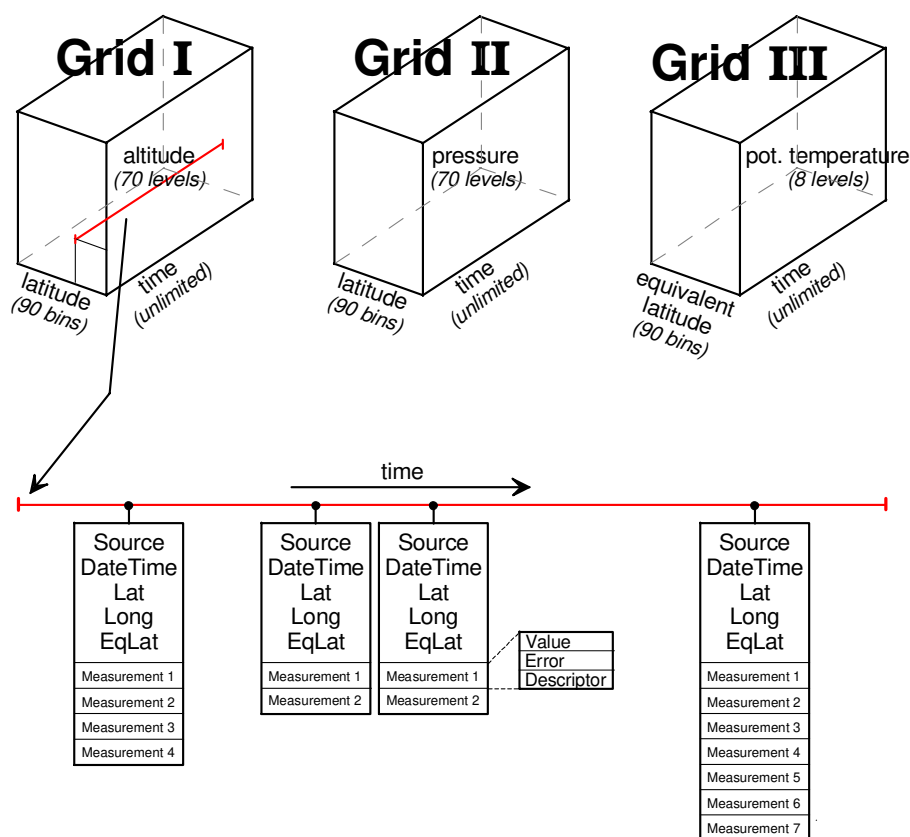 Grid I
altitude
(70 levels)
latitude
(90 bins)
time
(unlimited)
Grid II
pressure
(70 levels)
latitude
(90 bins)
time
(unlimited)
Grid III
pot. temperature
(8 levels)
equivalent
latitude
(90 bins)
time
(unlimited)
time
Source
DateTime
Lat
Long
EqLat
Measurement 1
Measurement 2
Measurement 3
Measurement 4
Source
DateTime
Lat
Long
EqLat
Measurement 1
Measurement 2
Source
DateTime
Lat
Long
EqLat
Measurement 1
Measurement 2
Value
Error
Descriptor
Source
DateTime
Lat
Long
EqLat
Measurement 1
Measurement 2
Measurement 3
Measurement 4
Measurement 5
Measurement 6
Measurement 7